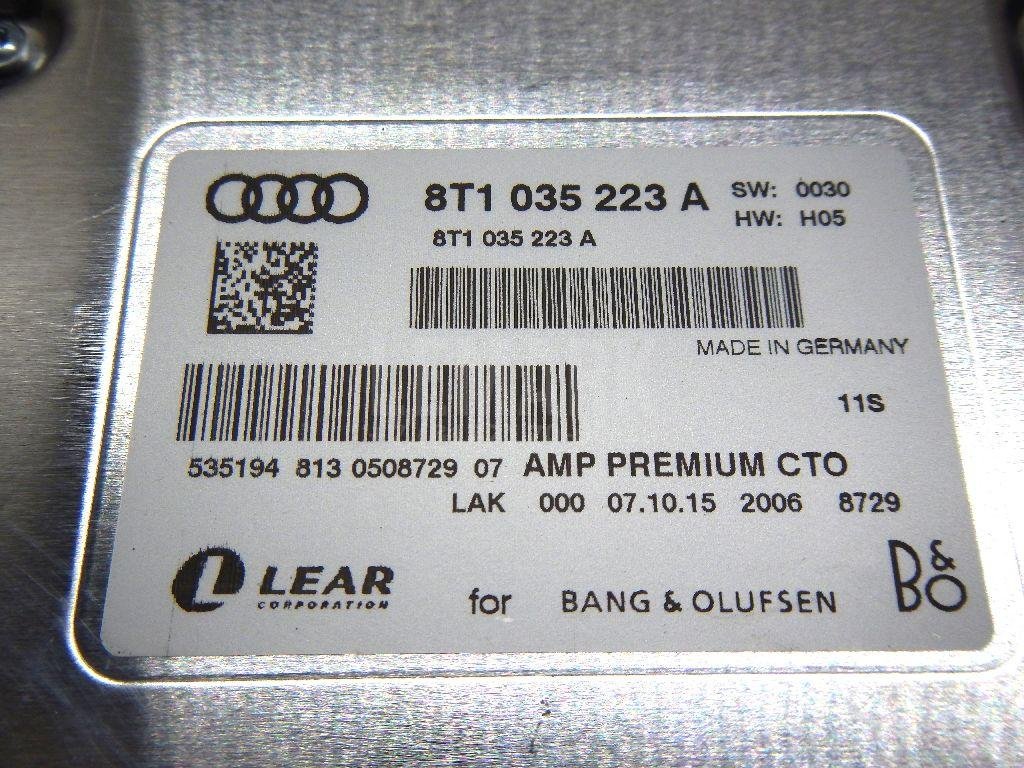 8T1 035 223 A SW: 0030
HW: H05
8T1 035 223 A
MADE IN GERMANY
11S
535194 813 0508729 07 AMP PREMIUM CTO
LAK 000 07.10.15 2006 8729
LEAR
CORPORATION
for BANG & OLUFSEN B&O